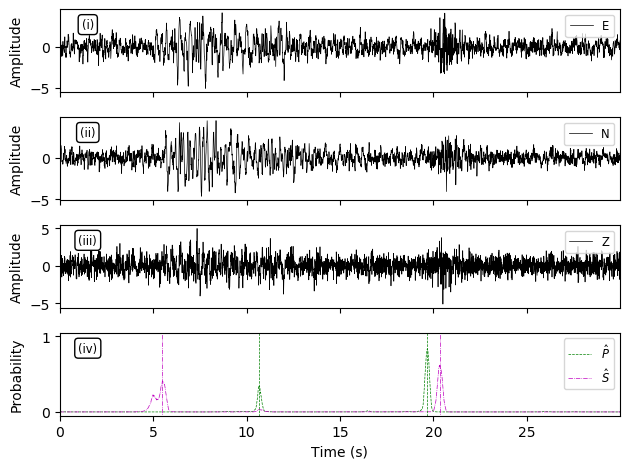 (i)
E
Amplitude
0
−5
(ii)
N
Amplitude
0
−5
(iii)
Z
Amplitude
5
0
−5
(iv)
P̂
Ŝ
Probability
1
0
0 5 10 15 20 25
Time (s)